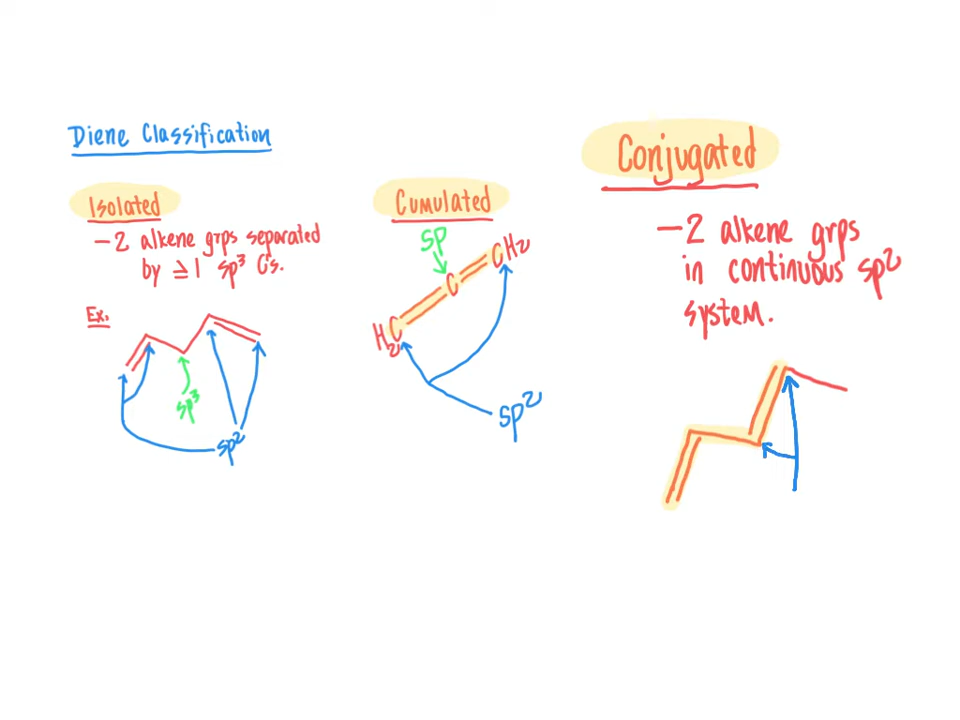 Diene Classification
Isolated
-2 alkene grps separated
by ≥1 sp³ C's.
Ex.
sp³
sp²
Cumulated
sp
H₂C=C=CH₂
sp²
Conjugated
-2 alkene grps
in continuous sp²
system.